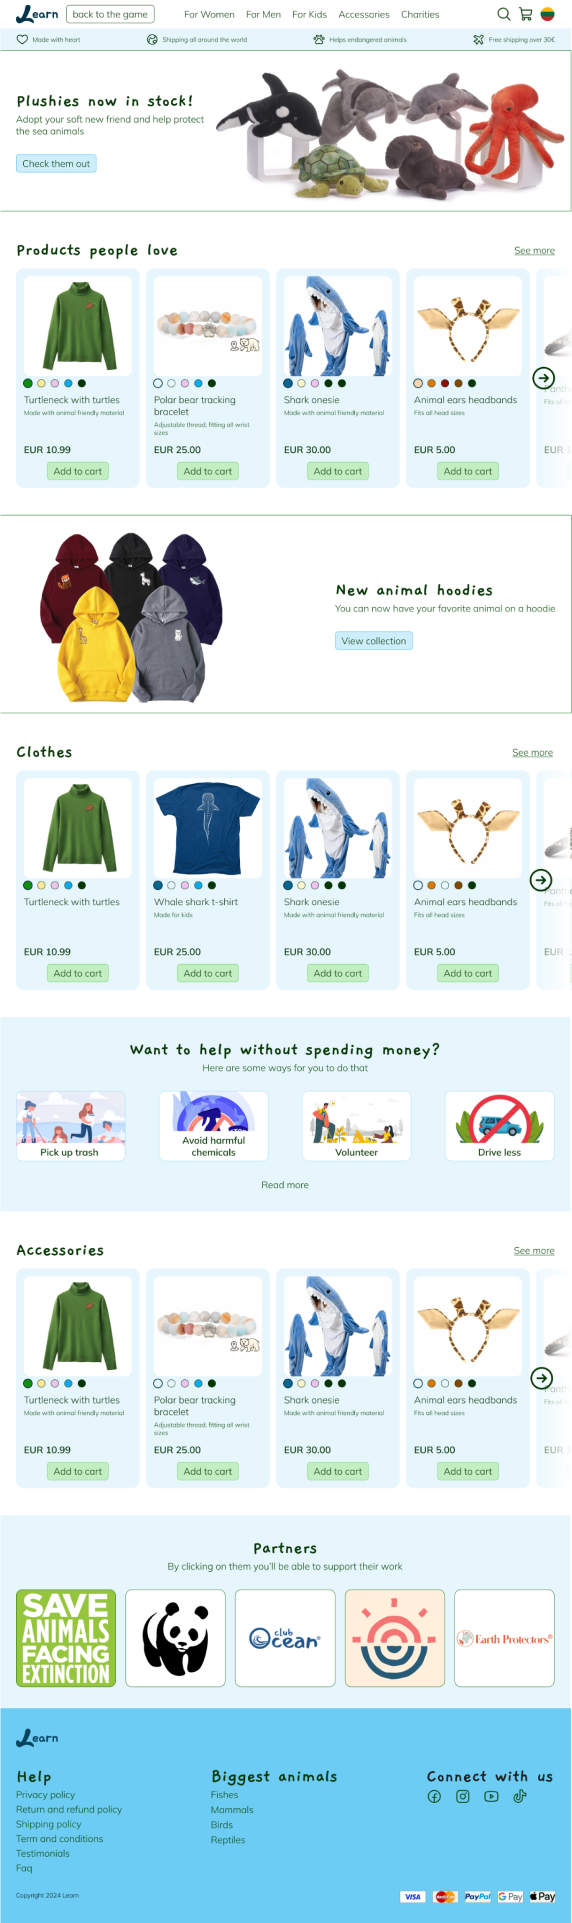 Learn
back to the game
For Women
For Men
For Kids
Accessories
Charities
Made with heart
Shipping all around the world
Helps endangered animals
Free shipping over 30€
Plushies now in stock!
Adopt your soft new friend and help protect
the sea animals
Check them out
Products people love
See more
Turtleneck with turtles
Made with animal friendly material
EUR 10.99
Add to cart
Polar bear tracking
bracelet
Adjustable thread, fitting all wrist
sizes
EUR 25.00
Add to cart
Shark onesie
Made with animal friendly material
EUR 30.00
Add to cart
Animal ears headbands
Fits all head sizes
EUR 5.00
Add to cart
EUR
New animal hoodies
You can now have your favorite animal on a hoodie
View collection
Clothes
See more
Turtleneck with turtles
EUR 10.99
Add to cart
Whale shark t-shirt
Made for kids
EUR 25.00
Add to cart
Shark onesie
Made with animal friendly material
EUR 30.00
Add to cart
Animal ears headbands
Fits all head sizes
EUR 5.00
Add to cart
EUR
Want to help without spending money?
Here are some ways for you to do that
Pick up trash
Avoid harmful
chemicals
Volunteer
Drive less
Read more
Accessories
See more
Turtleneck with turtles
Made with animal friendly material
EUR 10.99
Add to cart
Polar bear tracking
bracelet
Adjustable thread, fitting all wrist
sizes
EUR 25.00
Add to cart
Shark onesie
Made with animal friendly material
EUR 30.00
Add to cart
Animal ears headbands
Fits all head sizes
EUR 5.00
Add to cart
EUR
Partners
By clicking on them you'll be able to support their work
SAVE
ANIMALS
FACING
EXTINCTION
club
Ocean®
Earth Protectors®
Learn
Help
Privacy policy
Return and refund policy
Shipping policy
Term and conditions
Testimonials
Faq
Biggest animals
Fishes
Mammals
Birds
Reptiles
Connect with us
Copyright 2024 Learn
VISA
PayPal
G Pay
Pay